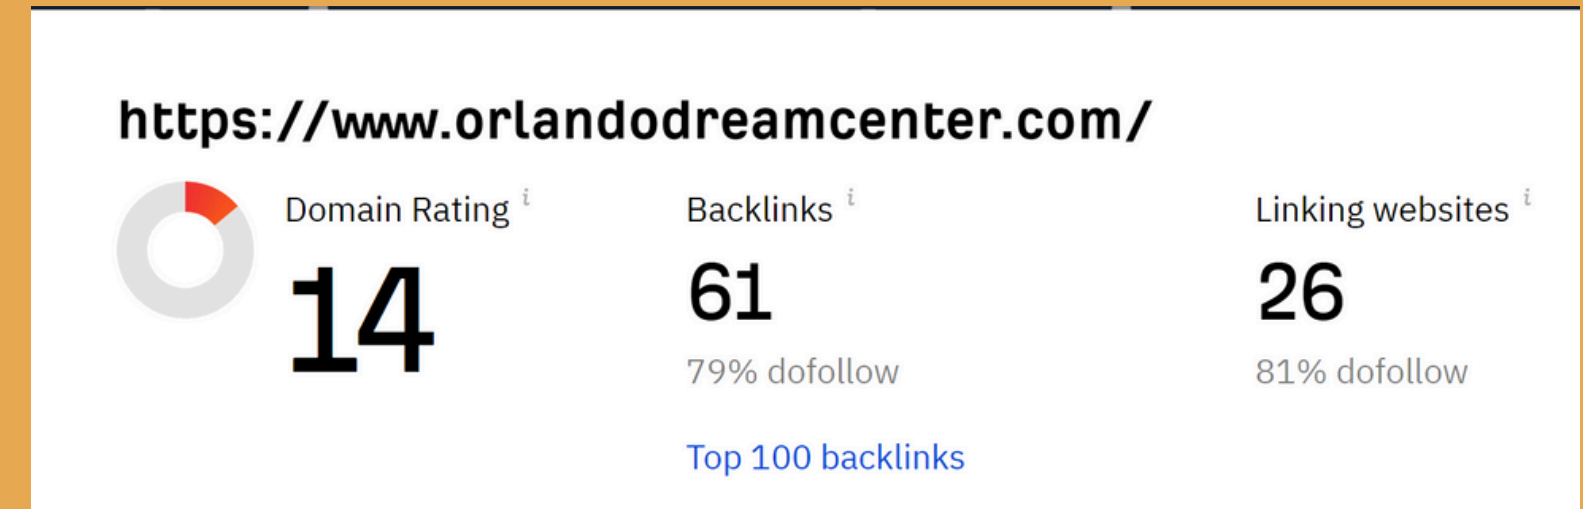 https://www.orlandodreamcenter.com/
Domain Rating i
Backlinks i
Linking websites i
14
61
26
79% dofollow
81% dofollow
Top 100 backlinks